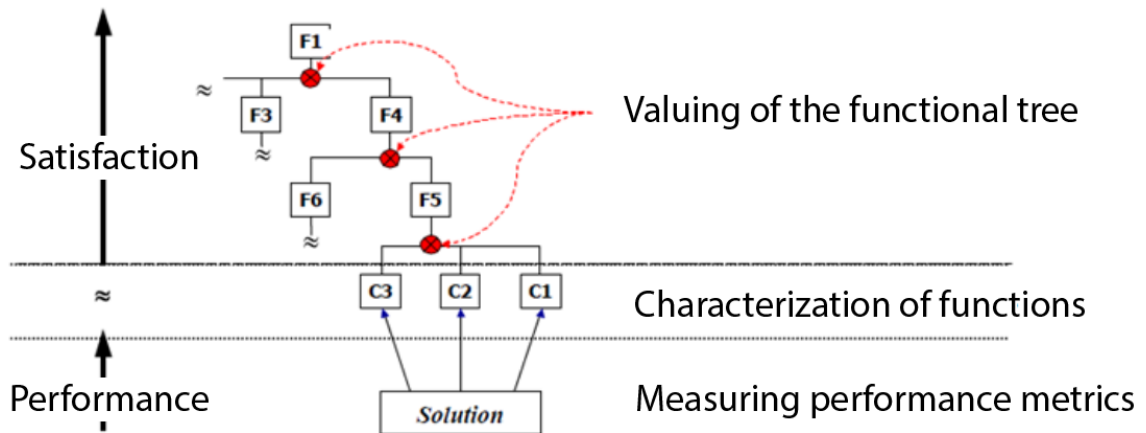 F1
≈
F3
F4
Valuing of the functional tree
≈
Satisfaction
F6
F5
≈
≈
C3
C2
C1
Characterization of functions
Performance
Solution
Measuring performance metrics